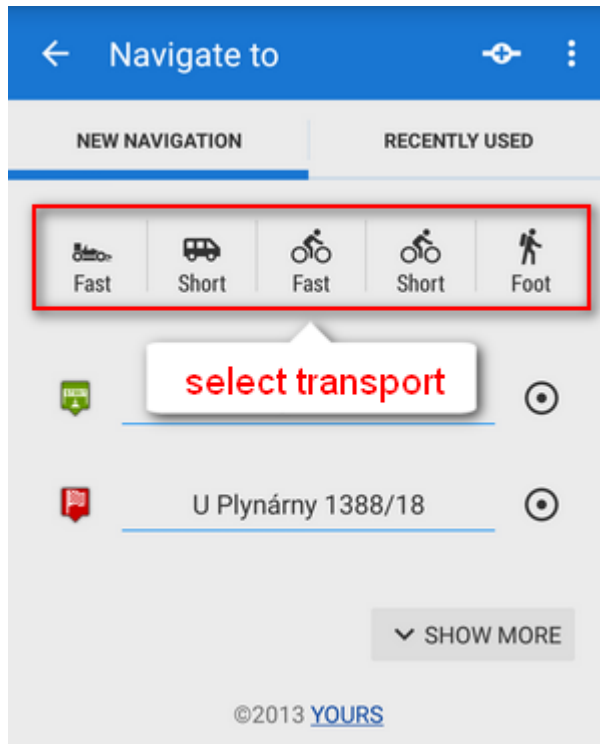 Navigate to
NEW NAVIGATION RECENTLY USED
Fast Short Fast Short Foot
select transport
U Plynárny 1388/18
SHOW MORE
©2013 YOURS